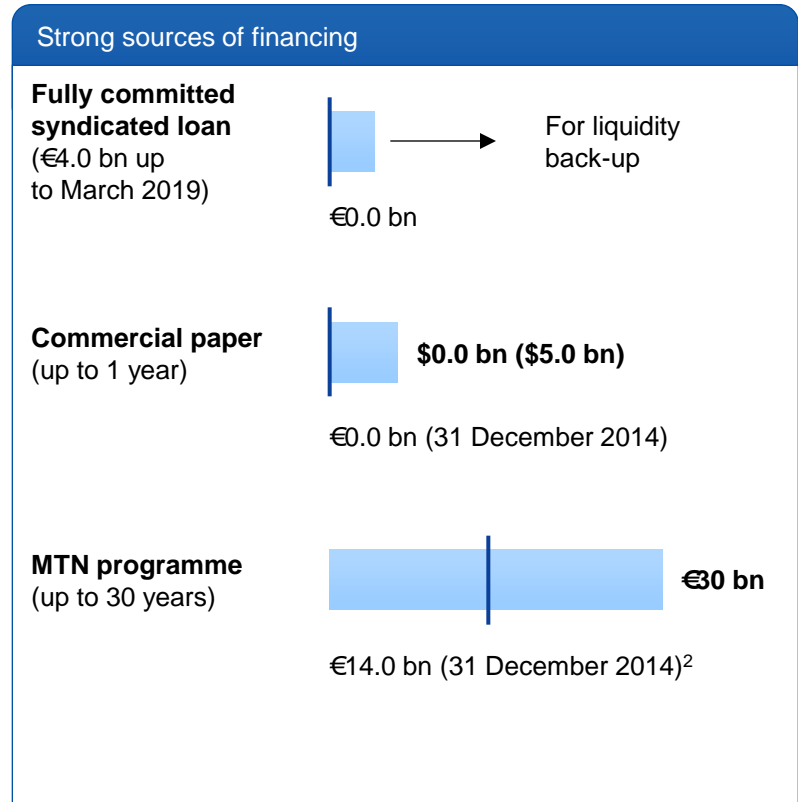 Strong sources of financing
Fully committed
syndicated loan
(€4.0 bn up
to March 2019)
For liquidity
back-up
€0.0 bn
Commercial paper
(up to 1 year)
$0.0 bn ($5.0 bn)
€0.0 bn (31 December 2014)
MTN programme
(up to 30 years)
€30 bn
€14.0 bn (31 December 2014)2